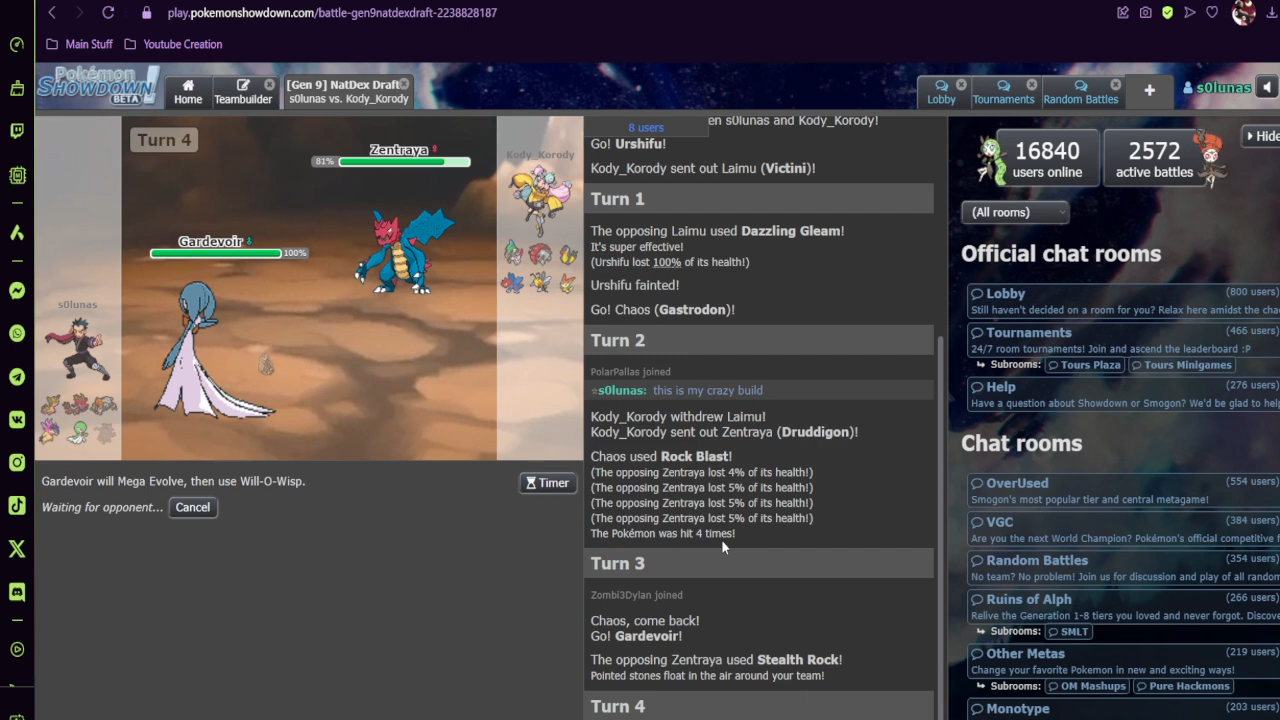 play.pokemonshowdown.com/battle-gen9natdexdraft-2238828187
Main Stuff
Youtube Creation
Pokémon
SHOWDOWN!
BETA
Home
Teambuilder
[Gen 9] NatDex Draft
s0lunas vs. Kody_Korody
Lobby
Tournaments
Random Battles
+
s0lunas
Turn 4
Zentraya
81%
Gardevoir
100%
s0lunas
Kody_Korody
Gardevoir will Mega Evolve, then use Will-O-Wisp.
Waiting for opponent...
Cancel
Timer
8 users
en s0lunas and Kody_Korody!
Go! Urshifu!
Kody_Korody sent out Laimu (Victini)!
Turn 1
The opposing Laimu used Dazzling Gleam!
It's super effective!
(Urshifu lost 100% of its health!)
Urshifu fainted!
Go! Chaos (Gastrodon)!
Turn 2
PolarPallas joined
☆s0lunas: this is my crazy build
Kody_Korody withdrew Laimu!
Kody_Korody sent out Zentraya (Druddigon)!
Chaos used Rock Blast!
(The opposing Zentraya lost 4% of its health!)
(The opposing Zentraya lost 5% of its health!)
(The opposing Zentraya lost 5% of its health!)
(The opposing Zentraya lost 5% of its health!)
The Pokémon was hit 4 times!
Turn 3
Zombi3Dylan joined
Chaos, come back!
Go! Gardevoir!
The opposing Zentraya used Stealth Rock!
Pointed stones float in the air around your team!
Turn 4
16840
users online
2572
active battles
Hide
(All rooms)
Official chat rooms
Lobby
(800 users)
Still haven't decided on a room for you? Relax here amidst the cha
Tournaments
(466 users)
24/7 room tournaments! Join and ascend the leaderboard :P
Subrooms: Tours Plaza Tours Minigames
Help
(276 users)
Have a question about Showdown or Smogon? We'd be glad to help
Chat rooms
OverUsed
(554 users)
Smogon's most popular tier and central metagame!
VGC
(384 users)
Are you the next World Champion? Pokémon's official competitive f
Random Battles
(354 users)
No team? No problem! Join us for discussion and play of all random
Ruins of Alph
(266 users)
Relive the Generation 1-8 tiers you loved and never forgot. Discove
Subrooms: SMLT
Other Metas
(219 users)
Change your favorite Pokemon in new and exciting ways!
Subrooms: OM Mashups Pure Hackmons
Monotype
(203 users)